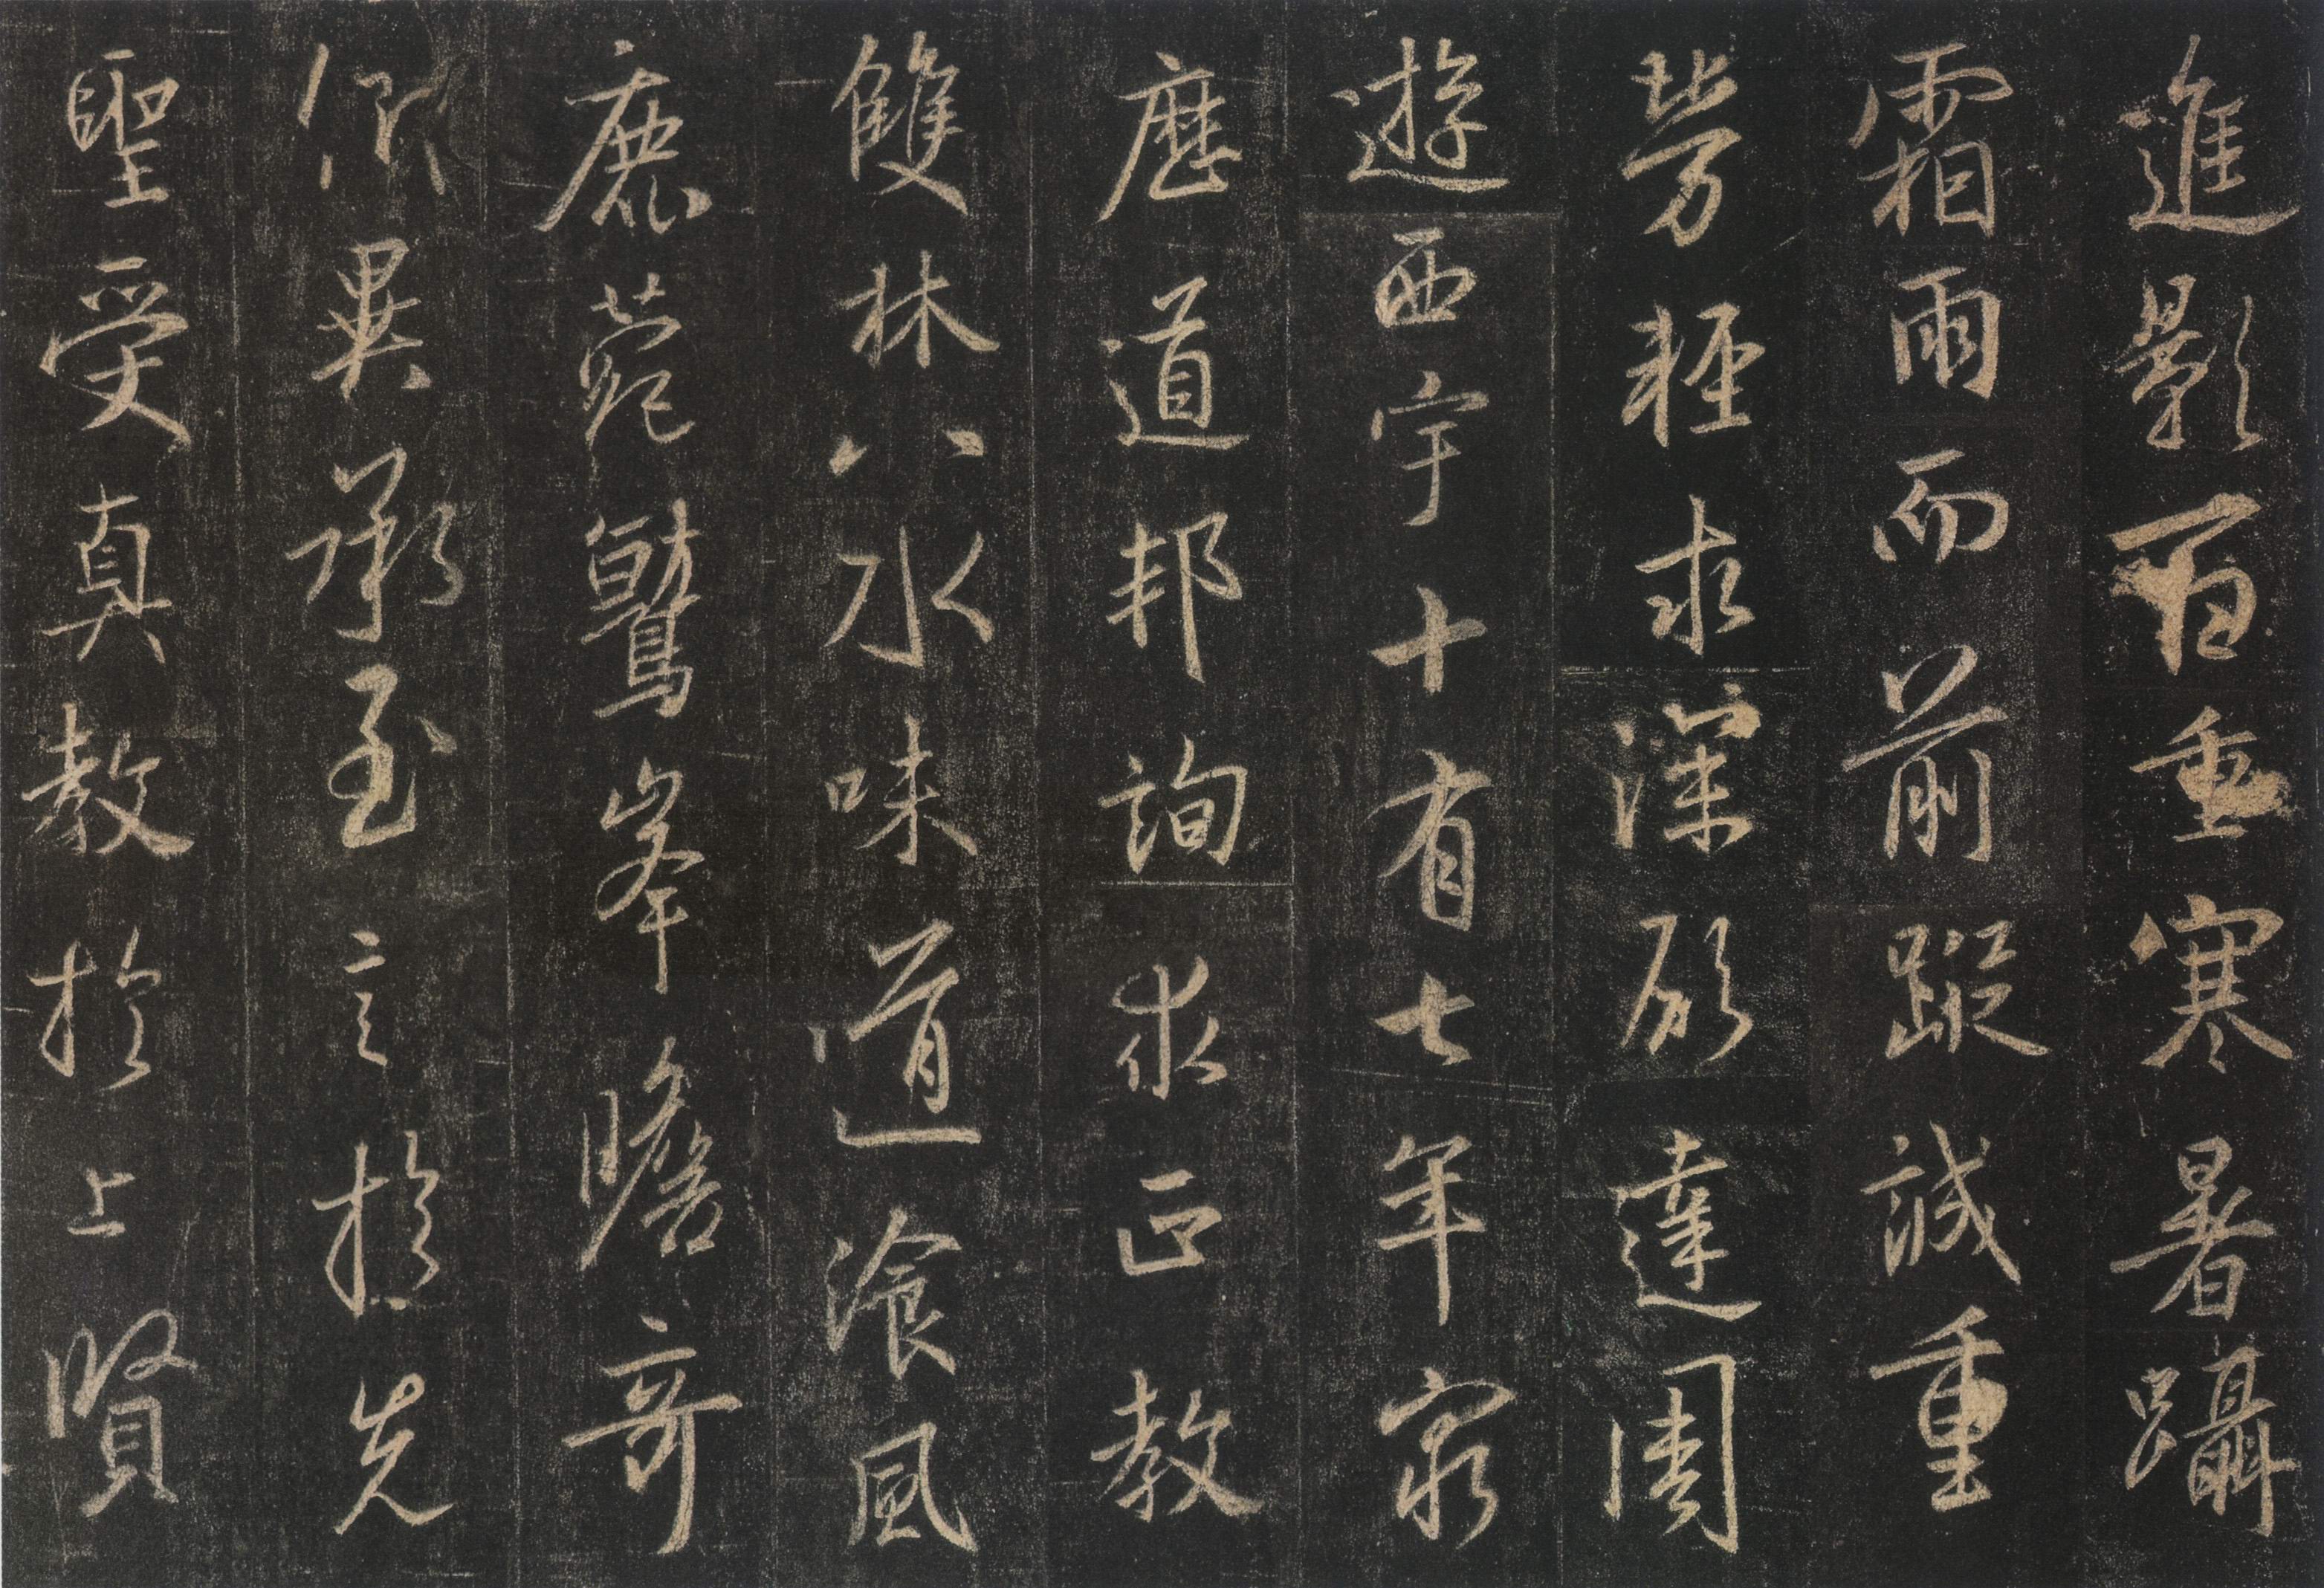 進影百重寒暑躡
霜雨而前蹤誠重
勞輕求深願達周
遊西宇十有七年窮
歷道邦詢求正教
雙林八水味道飡風
鹿菀鷲峯瞻奇
仰異承至言於先
聖受真教於上賢